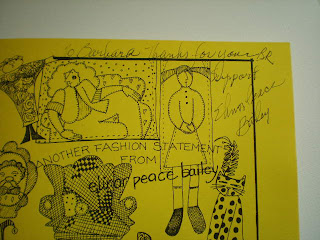 To Barbara Thanks for your
Support
Elinor Peace
Bailey
ANOTHER FASHION STATEMENT
FROM
elinor peace bailey